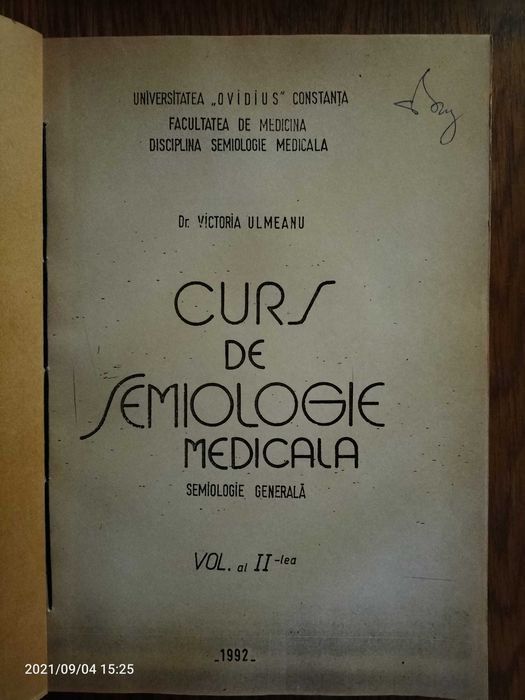 UNIVERSITATEA „OVIDIUS" CONSTANȚA
FACULTATEA DE MEDICINA
DISCIPLINA SEMIOLOGIE MEDICALA
Dr. VICTORIA ULMEANU
CURS
DE
SEMIOLOGIE
MEDICALA
SEMIOLOGIE GENERALĂ
VOL. al II-lea
_1992_
2021/09/04 15:25